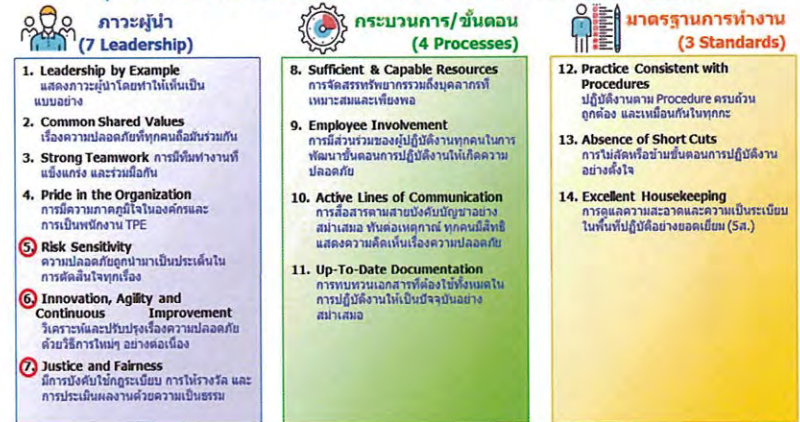 ภาวะผู้นำ
(7 Leadership)
1. Leadership by Example
แสดงภาวะผู้นำโดยทำให้เห็นเป็น
แบบอย่าง
2. Common Shared Values
เรื่องความปลอดภัยที่ทุกคนถือมั่นร่วมกัน
3. Strong Teamwork การมีทีมทำงานที่
แข็งแกร่ง และร่วมมือกัน
4. Pride in the Organization
การมีความภาคภูมิใจในองค์กรและ
การเป็นพนักงาน TPE
5. Risk Sensitivity
ความปลอดภัยถูกนำมาเป็นประเด็นใน
การตัดสินใจทุกเรื่อง
6. Innovation, Agility and
Continuous Improvement
วิเคราะห์และปรับปรุงเรื่องความปลอดภัย
ด้วยวิธีการใหม่ๆ อย่างต่อเนื่อง
7. Justice and Fairness
มีการบังคับใช้กฎระเบียบ การให้รางวัล และ
การประเมินผลงานด้วยความเป็นธรรม
กระบวนการ/ขั้นตอน
(4 Processes)
8. Sufficient & Capable Resources
การจัดสรรทรัพยากรรวมถึงบุคลากรที่
เหมาะสมและเพียงพอ
9. Employee Involvement
การมีส่วนร่วมของผู้ปฏิบัติงานทุกคนในการ
พัฒนาขั้นตอนการปฏิบัติงานให้เกิดความ
ปลอดภัย
10. Active Lines of Communication
การสื่อสารตามสายบังคับบัญชาอย่าง
สม่ำเสมอ ทันต่อเหตุการณ์ ทุกคนมีสิทธิ
แสดงความคิดเห็นเรื่องความปลอดภัย
11. Up-To-Date Documentation
การทบทวนเอกสารที่ต้องใช้ทั้งหมดใน
การปฏิบัติงานให้เป็นปัจจุบันอย่าง
สม่ำเสมอ
มาตรฐานการทำงาน
(3 Standards)
12. Practice Consistent with
Procedures
ปฏิบัติงานตาม Procedure ครบถ้วน
ถูกต้อง และเหมือนกันในทุกกะ
13. Absence of Short Cuts
การไม่ลัดหรือข้ามขั้นตอนการปฏิบัติงาน
อย่างตั้งใจ
14. Excellent Housekeeping
การดูแลความสะอาดและความเป็นระเบียบ
ในพื้นที่ปฏิบัติอย่างยอดเยี่ยม (5ส.)